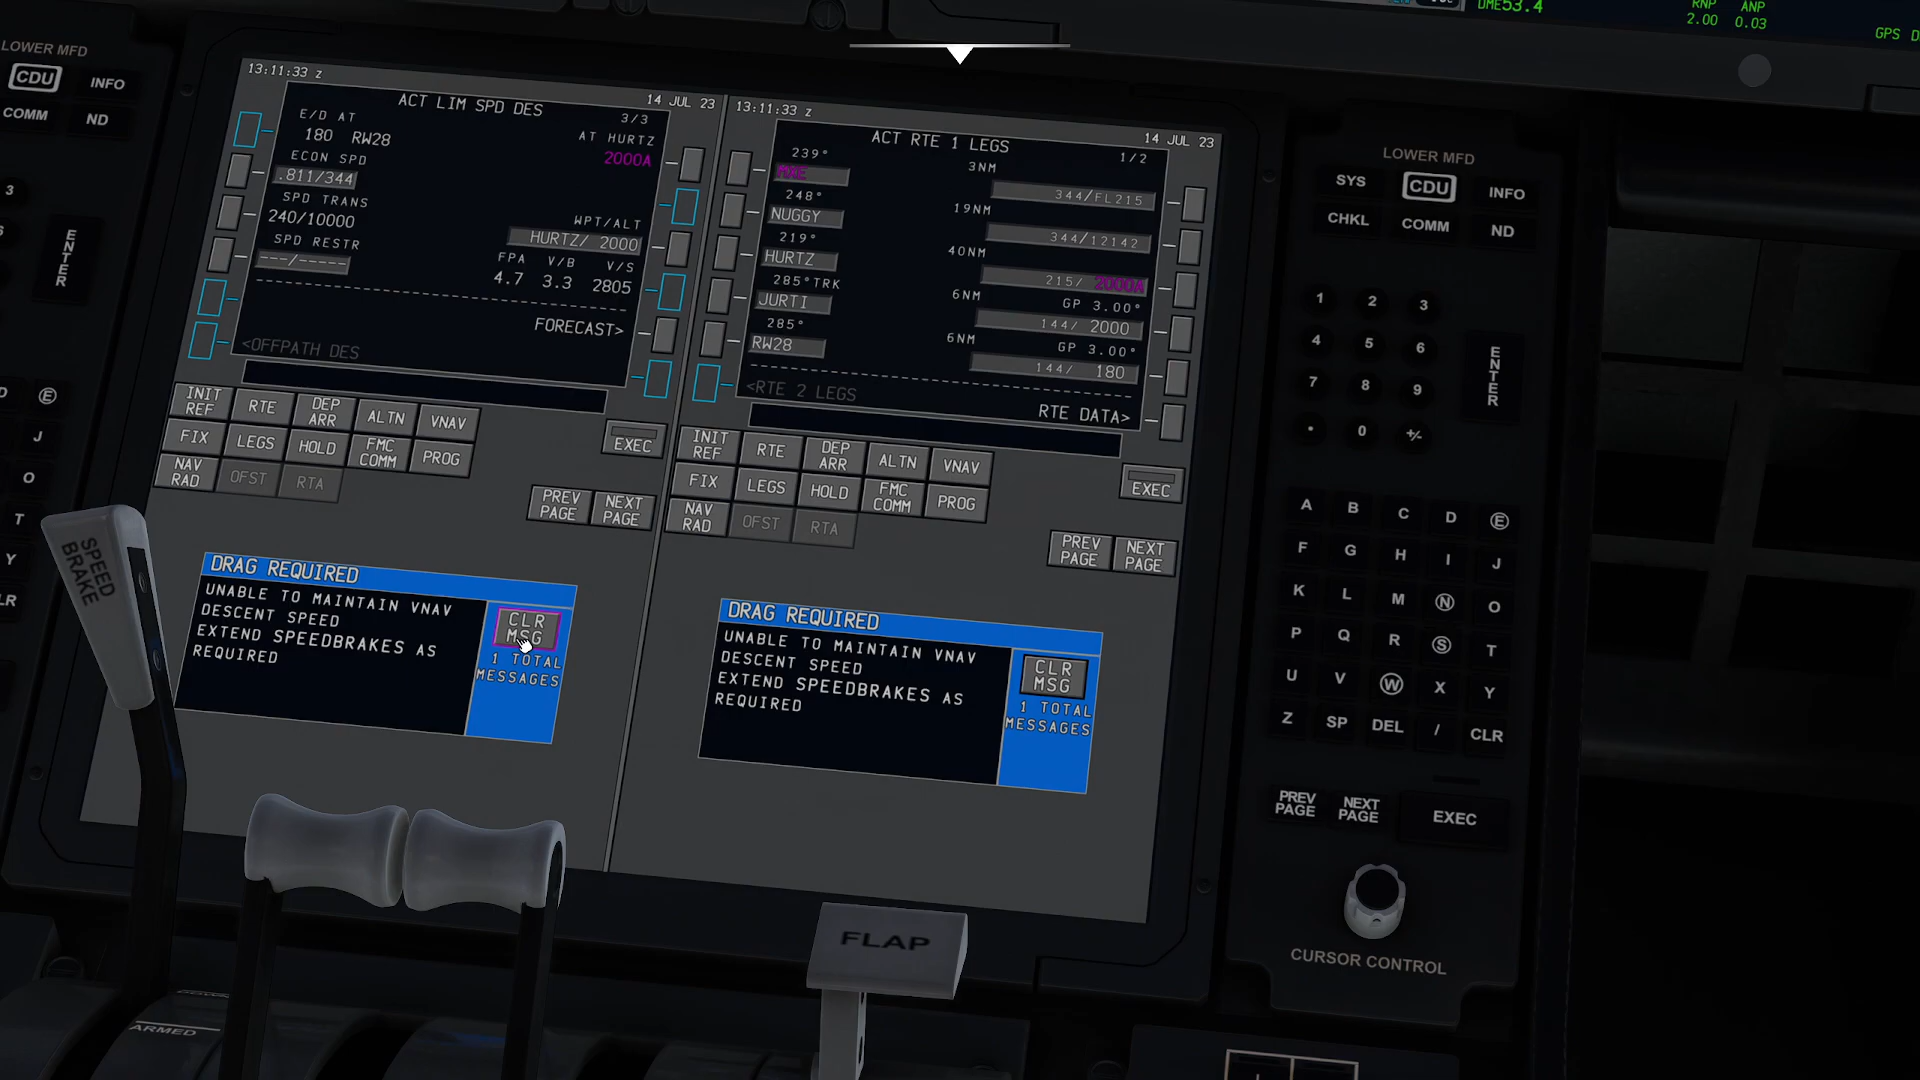 DME53.4
RNP ANP
2.00 0.03
GPS
LOWER MFD
CDU INFO
COMM ND
3
ENTER
E
J
O
T
Y
13:11:33 z
14 JUL 23
ACT LIM SPD DES
3/3
E/D AT
180 RW28
AT HURTZ
2000A
ECON SPD
.811/344
SPD TRANS
240/10000
WPT/ALT
HURTZ/ 2000
SPD RESTR
---/-----
FPA V/B V/S
4.7 3.3 2805
FORECAST>
<OFFPATH DES
INIT REF
RTE
DEP ARR
ALTN
VNAV
FIX
LEGS
HOLD
FMC COMM
PROG
EXEC
NAV RAD
OFST
RTA
PREV PAGE
NEXT PAGE
DRAG REQUIRED
UNABLE TO MAINTAIN VNAV
DESCENT SPEED
EXTEND SPEEDBRAKES AS
REQUIRED
CLR
MSG
1 TOTAL
MESSAGES
13:11:33 z
14 JUL 23
ACT RTE 1 LEGS
1/2
239° 3NM
344/FL215
248° 19NM
NUGGY 344/12142
219° 40NM
HURTZ 215/ 2000A
285°TRK 6NM GP 3.00°
JURTI 144/ 2000
285° 6NM GP 3.00°
RW28 144/ 180
<RTE 2 LEGS
RTE DATA>
INIT REF
RTE
DEP ARR
ALTN
VNAV
FIX
LEGS
HOLD
FMC COMM
PROG
EXEC
NAV RAD
OFST
RTA
PREV PAGE
NEXT PAGE
DRAG REQUIRED
UNABLE TO MAINTAIN VNAV
DESCENT SPEED
EXTEND SPEEDBRAKES AS
REQUIRED
CLR
MSG
1 TOTAL
MESSAGES
LOWER MFD
SYS CDU INFO
CHKL COMM ND
1 2 3
4 5 6
7 8 9
• 0 +/-
ENTER
A B C D E
F G H I J
K L M N O
P Q R S T
U V W X Y
Z SP DEL / CLR
PREV PAGE
NEXT PAGE
EXEC
CURSOR CONTROL
SPEED
BRAKE
FLAP
ARMED